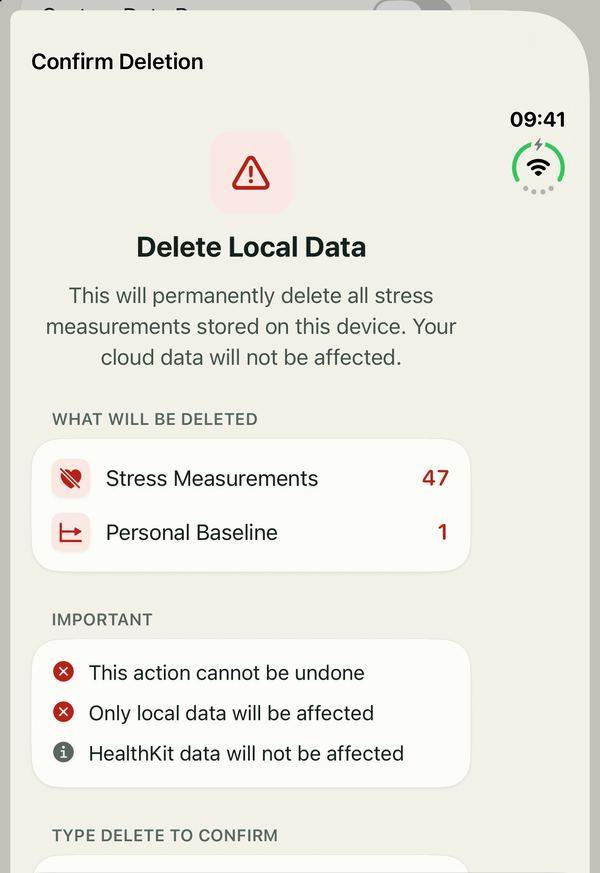 Confirm Deletion
09:41
Delete Local Data
This will permanently delete all stress
measurements stored on this device. Your
cloud data will not be affected.
WHAT WILL BE DELETED
Stress Measurements 47
Personal Baseline 1
IMPORTANT
This action cannot be undone
Only local data will be affected
HealthKit data will not be affected
TYPE DELETE TO CONFIRM